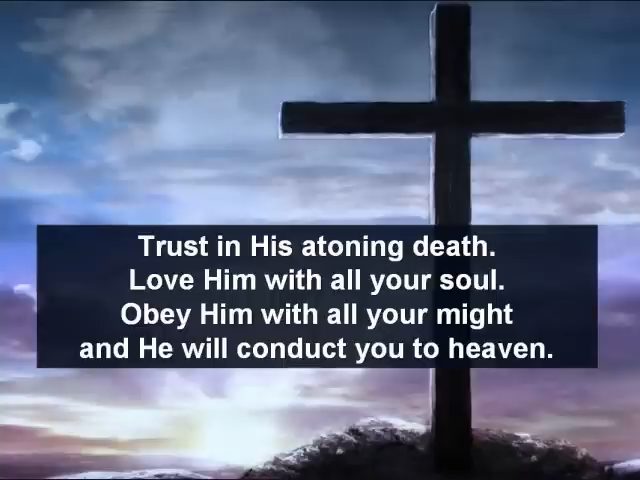 Trust in His atoning death.
Love Him with all your soul.
Obey Him with all your might
and He will conduct you to heaven.